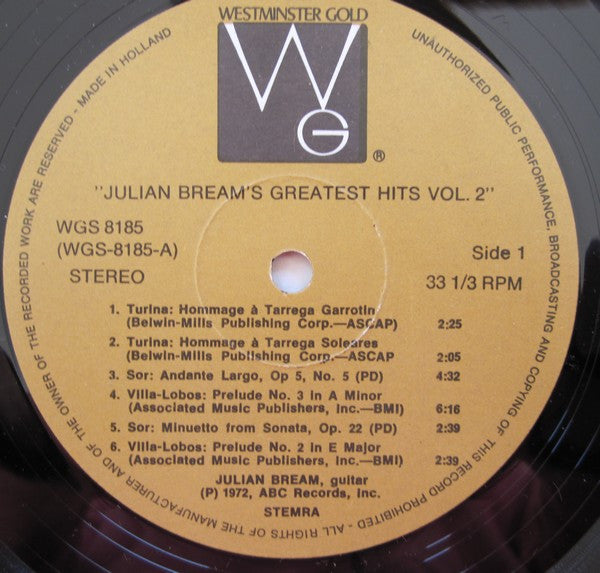 WESTMINSTER GOLD
WG
®
"JULIAN BREAM'S GREATEST HITS VOL. 2"
WGS 8185
(WGS-8185-A)
STEREO
Side 1
33 1/3 RPM
1. Turina: Hommage à Tarrega Garrotin
(Belwin-Mills Publishing Corp.—ASCAP) 2:25
2. Turina: Hommage à Tarrega Soleares
(Belwin-Mills Publishing Corp.—ASCAP 2:05
3. Sor: Andante Largo, Op 5, No. 5 (PD) 4:32
4. Villa-Lobos: Prelude No. 3 in A Minor
(Associated Music Publishers, Inc.—BMI) 6:16
5. Sor: Minuetto from Sonata, Op. 22 (PD) 2:39
6. Villa-Lobos: Prelude No. 2 in E Major
(Associated Music Publishers, Inc.—BMI) 2:39
JULIAN BREAM, guitar
(P) 1972, ABC Records, Inc.
STEMRA
UNAUTHORIZED PUBLIC PERFORMANCE, BROADCASTING AND COPYING OF THIS RECORD PROHIBITED - ALL RIGHTS OF THE MANUFACTURER AND OF THE OWNER OF THE RECORDED WORK ARE RESERVED - MADE IN HOLLAND